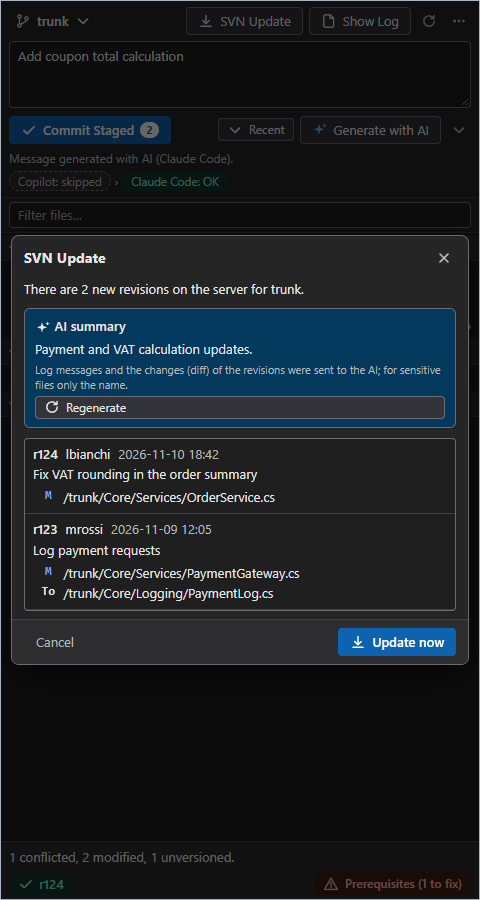 trunk
SVN Update
Show Log
Add coupon total calculation
Commit Staged 2
Recent
Generate with AI
Message generated with AI (Claude Code).
Copilot: skipped › Claude Code: OK
Filter files...
SVN Update
There are 2 new revisions on the server for trunk.
AI summary
Payment and VAT calculation updates.
Log messages and the changes (diff) of the revisions were sent to the AI; for sensitive
files only the name.
Regenerate
r124 lbianchi 2026-11-10 18:42
Fix VAT rounding in the order summary
M /trunk/Core/Services/OrderService.cs
r123 mrossi 2026-11-09 12:05
Log payment requests
M /trunk/Core/Services/PaymentGateway.cs
To /trunk/Core/Logging/PaymentLog.cs
Cancel
Update now
1 conflicted, 2 modified, 1 unversioned.
r124
Prerequisites (1 to fix)